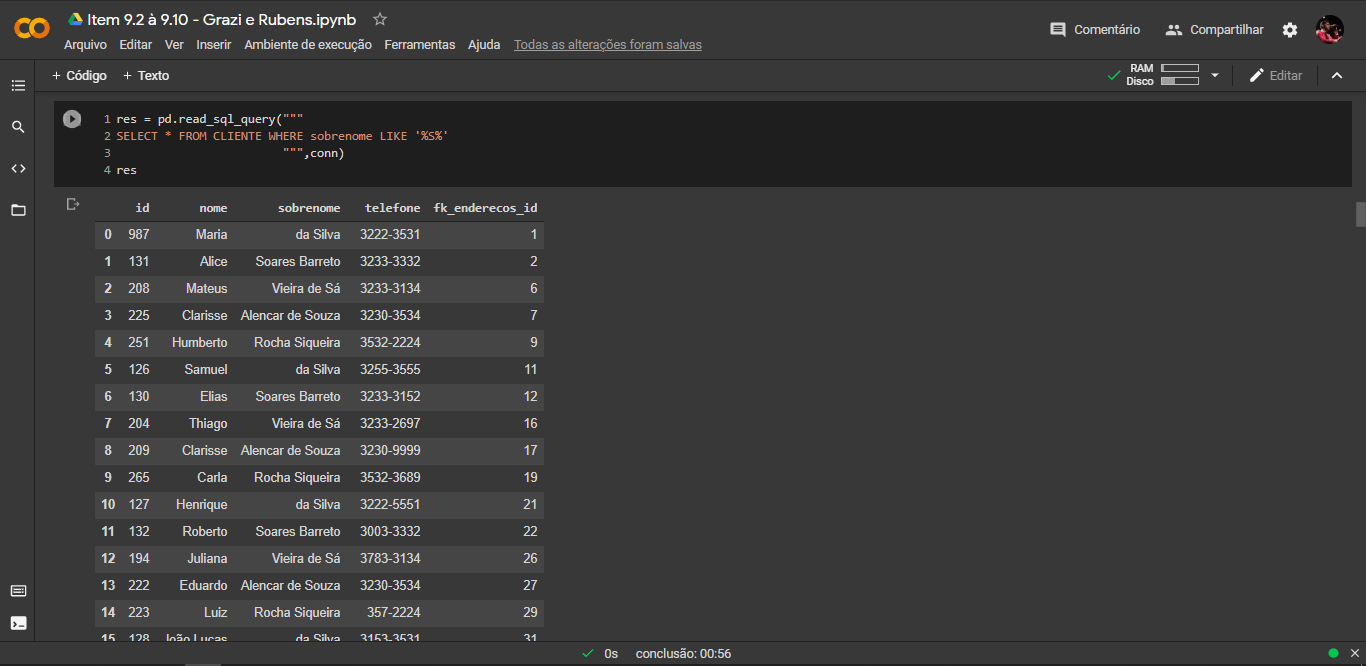 Item 9.2 à 9.10 - Grazi e Rubens.ipynb
Arquivo Editar Ver Inserir Ambiente de execução Ferramentas Ajuda Todas as alterações foram salvas
Comentário Compartilhar
+ Código + Texto
RAM
Disco
Editar
1 res = pd.read_sql_query("""
2 SELECT * FROM CLIENTE WHERE sobrenome LIKE '%S%'
3 """,conn)
4 res
id nome sobrenome telefone fk_enderecos_id
0 987 Maria da Silva 3222-3531 1
1 131 Alice Soares Barreto 3233-3332 2
2 208 Mateus Vieira de Sá 3233-3134 6
3 225 Clarisse Alencar de Souza 3230-3534 7
4 251 Humberto Rocha Siqueira 3532-2224 9
5 126 Samuel da Silva 3255-3555 11
6 130 Elias Soares Barreto 3233-3152 12
7 204 Thiago Vieira de Sá 3233-2697 16
8 209 Clarisse Alencar de Souza 3230-9999 17
9 265 Carla Rocha Siqueira 3532-3689 19
10 127 Henrique da Silva 3222-5551 21
11 132 Roberto Soares Barreto 3003-3332 22
12 194 Juliana Vieira de Sá 3783-3134 26
13 222 Eduardo Alencar de Souza 3230-3534 27
14 223 Luiz Rocha Siqueira 357-2224 29
15 128 João Lucas da Silva 3153-3531 31
0s conclusão: 00:56